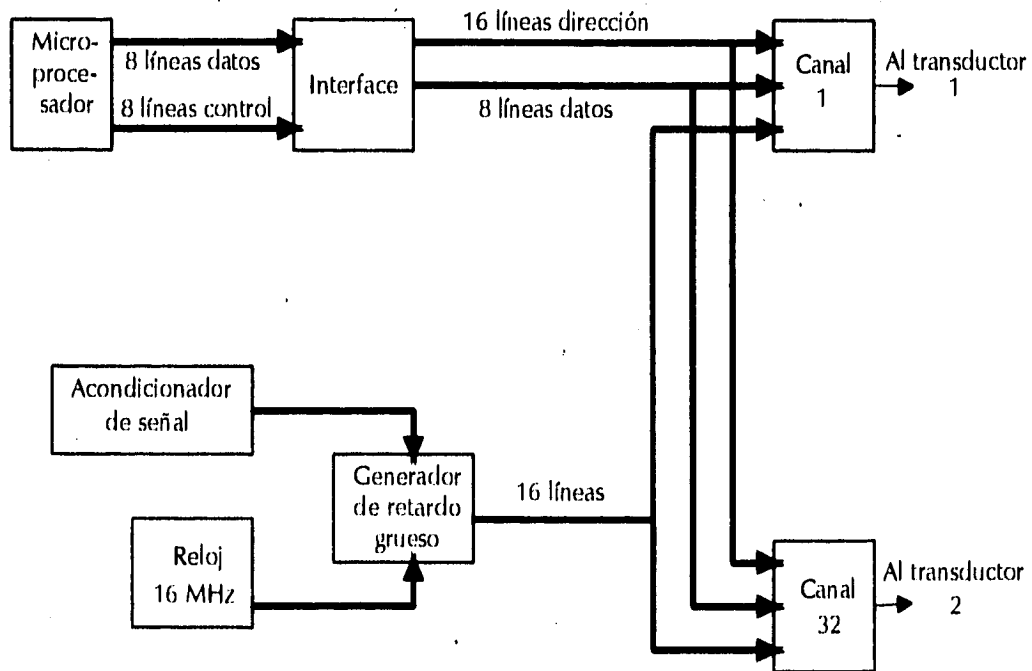 Micro-
proce-
sador
8 líneas datos
8 líneas control
Interface
16 líneas dirección
8 líneas datos
Canal
1
Al transductor
1
Acondicionador
de señal
Reloj
16 MHz
Generador
de retardo
grueso
16 líneas
Canal
32
Al transductor
2